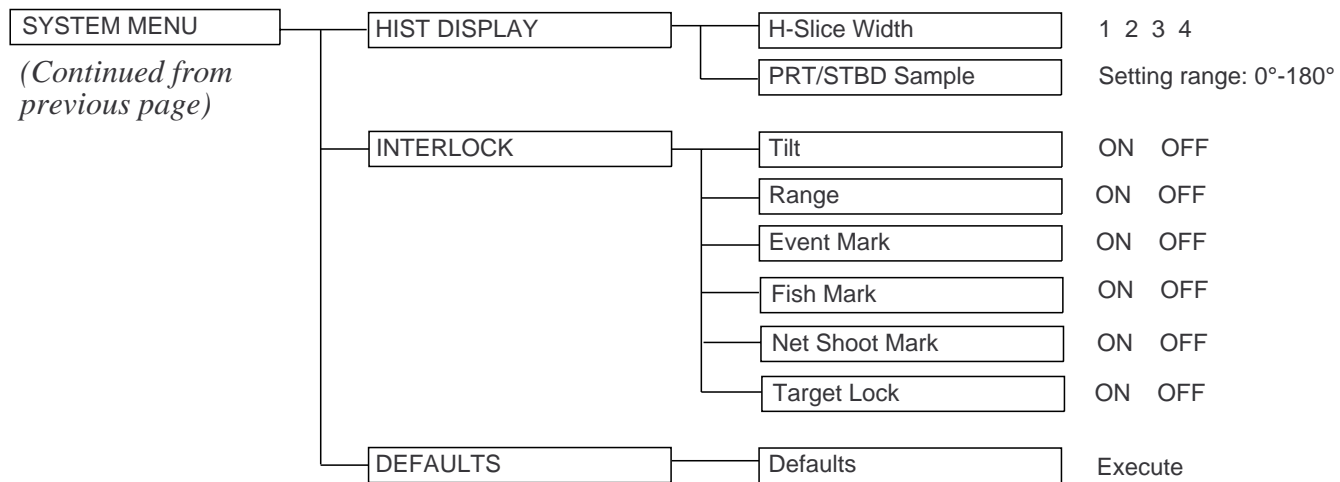 SYSTEM MENU
(Continued from
previous page)
HIST DISPLAY
H-Slice Width
1 2 3 4
PRT/STBD Sample
Setting range: 0°-180°
INTERLOCK
Tilt
ON OFF
Range
ON OFF
Event Mark
ON OFF
Fish Mark
ON OFF
Net Shoot Mark
ON OFF
Target Lock
ON OFF
DEFAULTS
Defaults
Execute